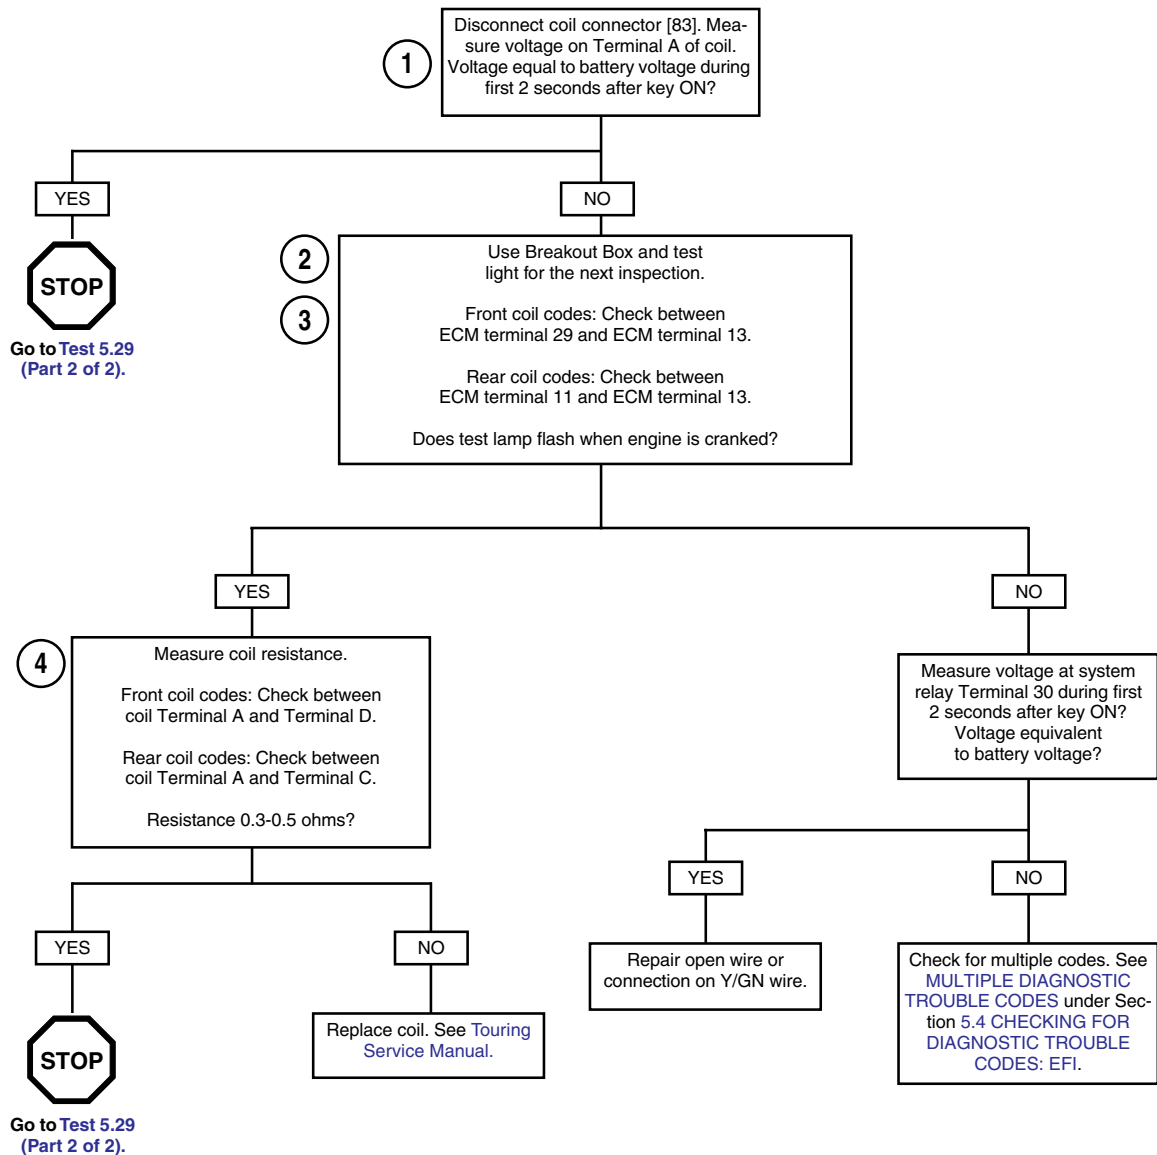 1
Disconnect coil connector [83]. Mea-
sure voltage on Terminal A of coil.
Voltage equal to battery voltage during
first 2 seconds after key ON?
YES
NO
STOP
Go to Test 5.29
(Part 2 of 2).
2
3
Use Breakout Box and test
light for the next inspection.
Front coil codes: Check between
ECM terminal 29 and ECM terminal 13.
Rear coil codes: Check between
ECM terminal 11 and ECM terminal 13.
Does test lamp flash when engine is cranked?
YES
NO
4
Measure coil resistance.
Front coil codes: Check between
coil Terminal A and Terminal D.
Rear coil codes: Check between
coil Terminal A and Terminal C.
Resistance 0.3-0.5 ohms?
Measure voltage at system
relay Terminal 30 during first
2 seconds after key ON?
Voltage equivalent
to battery voltage?
YES
NO
YES
NO
STOP
Go to Test 5.29
(Part 2 of 2).
Replace coil. See Touring
Service Manual.
Repair open wire or
connection on Y/GN wire.
Check for multiple codes. See
MULTIPLE DIAGNOSTIC
TROUBLE CODES under Sec-
tion 5.4 CHECKING FOR
DIAGNOSTIC TROUBLE
CODES: EFI.